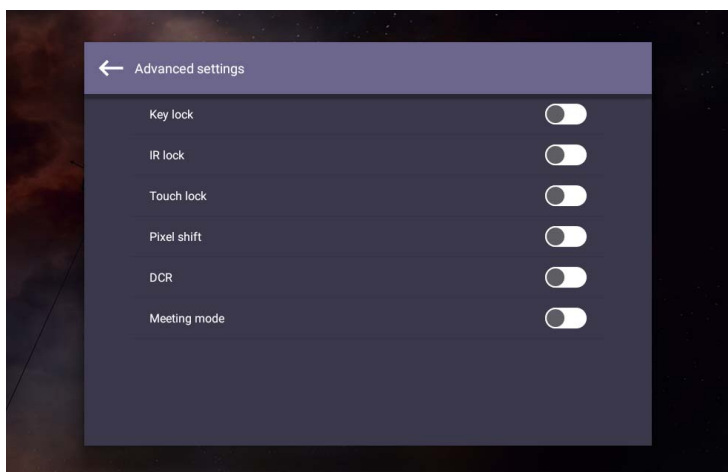 Advanced settings
Key lock
IR lock
Touch lock
Pixel shift
DCR
Meeting mode